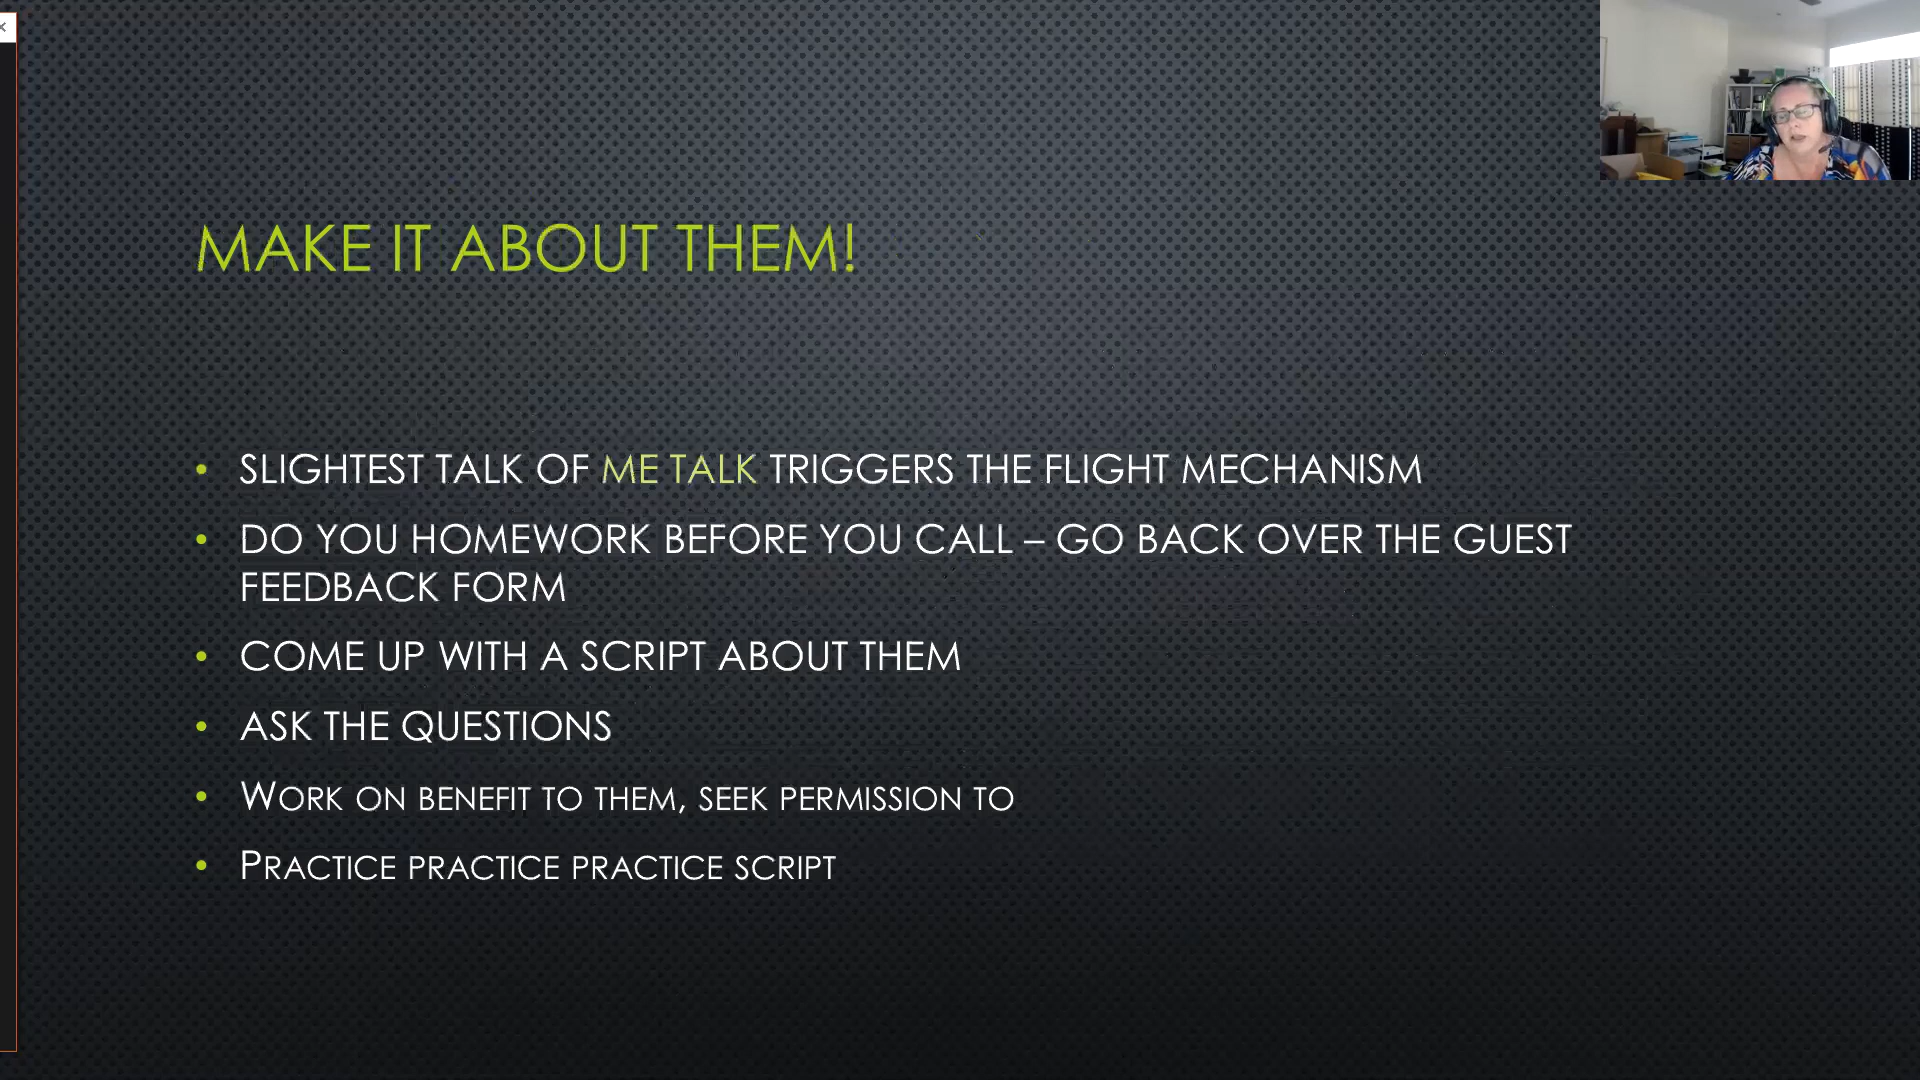 MAKE IT ABOUT THEM!
• SLIGHTEST TALK OF ME TALK TRIGGERS THE FLIGHT MECHANISM
• DO YOU HOMEWORK BEFORE YOU CALL – GO BACK OVER THE GUEST
FEEDBACK FORM
• COME UP WITH A SCRIPT ABOUT THEM
• ASK THE QUESTIONS
• WORK ON BENEFIT TO THEM, SEEK PERMISSION TO
• PRACTICE PRACTICE PRACTICE SCRIPT